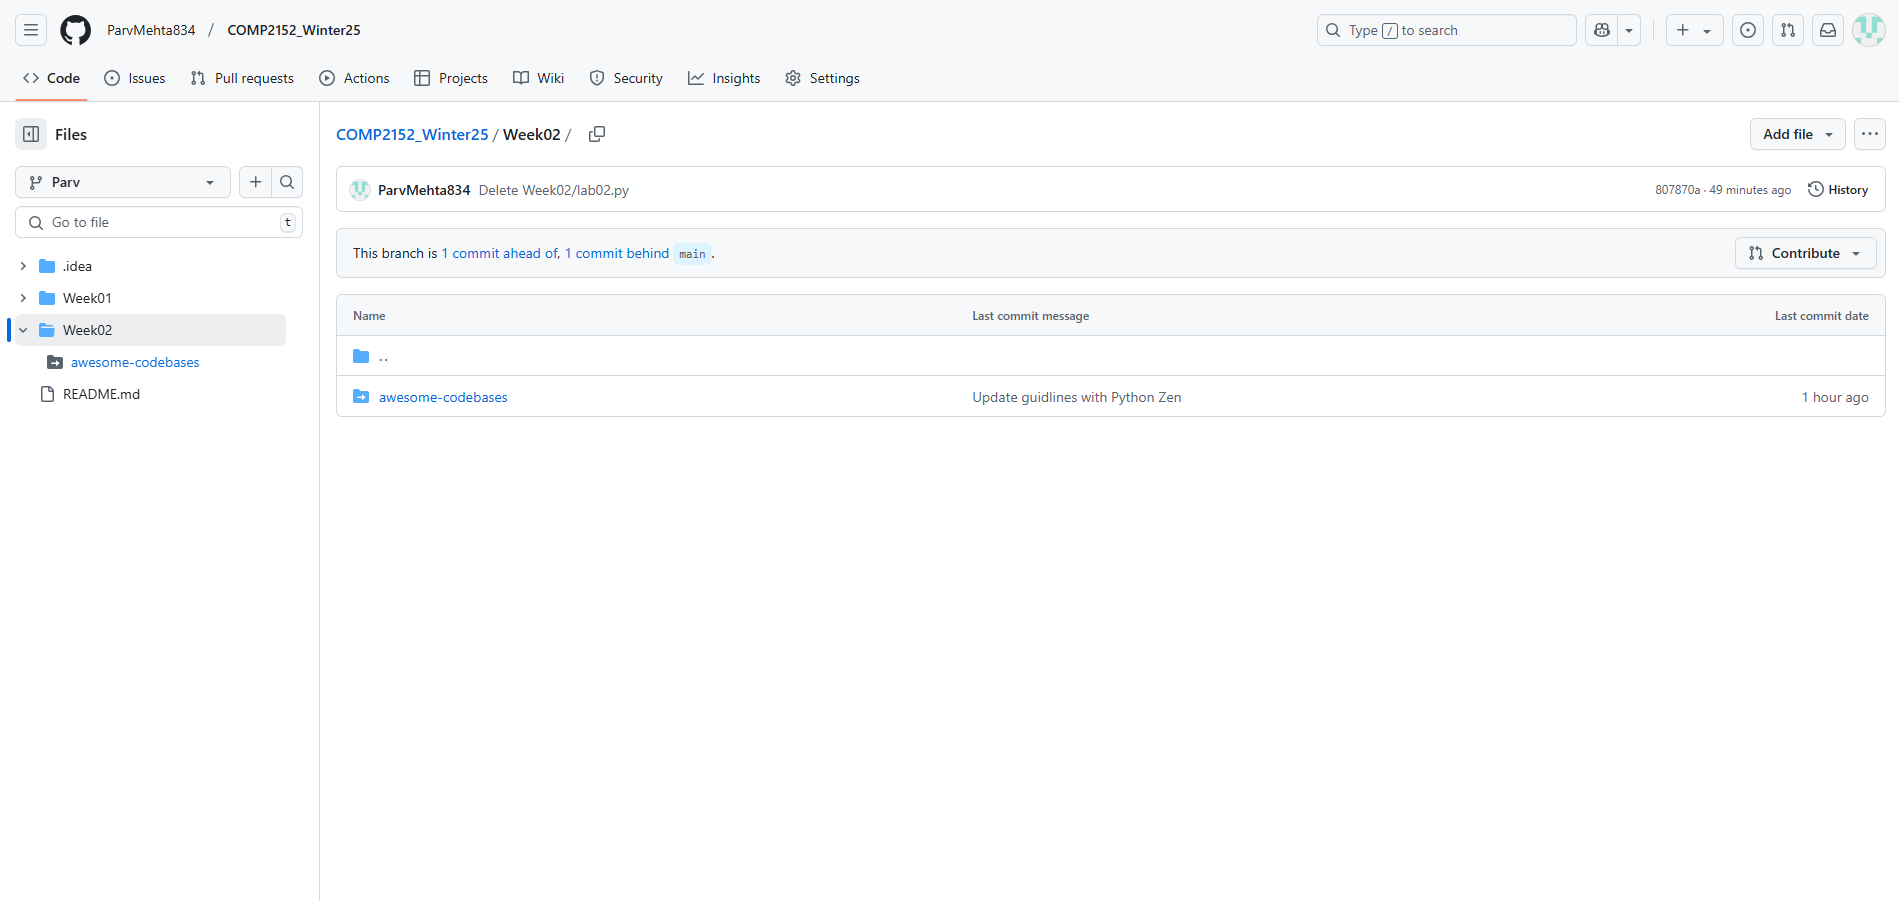 ParvMehta834 / COMP2152_Winter25
Type / to search
Code Issues Pull requests Actions Projects Wiki Security Insights Settings
Files
Parv
Go to file t
.idea
Week01
Week02
awesome-codebases
README.md
COMP2152_Winter25 / Week02 /
Add file
ParvMehta834 Delete Week02/lab02.py
807870a · 49 minutes ago History
This branch is 1 commit ahead of, 1 commit behind main .
Contribute
Name Last commit message Last commit date
..
awesome-codebases Update guidlines with Python Zen 1 hour ago